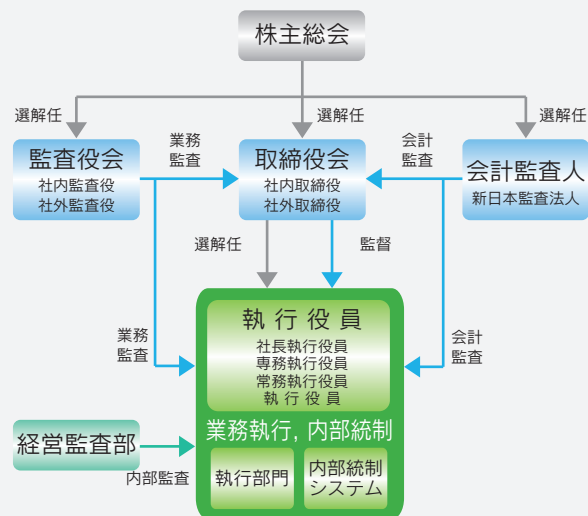 株主総会
選解任
選解任
選解任
監査役会
社内監査役
社外監査役
業務
監査
取締役会
社内取締役
社外取締役
会計
監査
会計監査人
新日本監査法人
選解任
監督
業務
監査
執行役員
社長執行役員
専務執行役員
常務執行役員
執行役員
会計
監査
業務執行, 内部統制
経営監査部
内部監査
執行部門
内部統制
システム